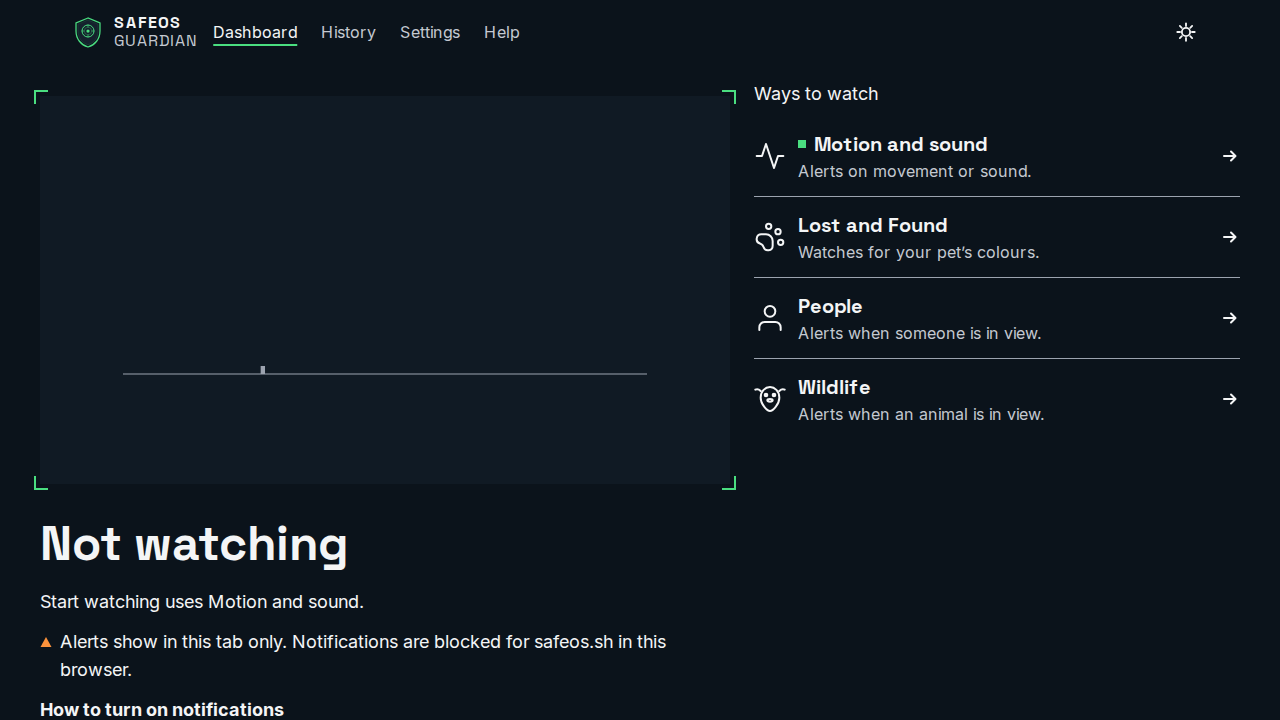 SAFEOS
GUARDIAN
Dashboard
History
Settings
Help
Ways to watch
Motion and sound
Alerts on movement or sound.
Lost and Found
Watches for your pet’s colours.
People
Alerts when someone is in view.
Wildlife
Alerts when an animal is in view.
Not watching
Start watching uses Motion and sound.
Alerts show in this tab only. Notifications are blocked for safeos.sh in this
browser.
How to turn on notifications